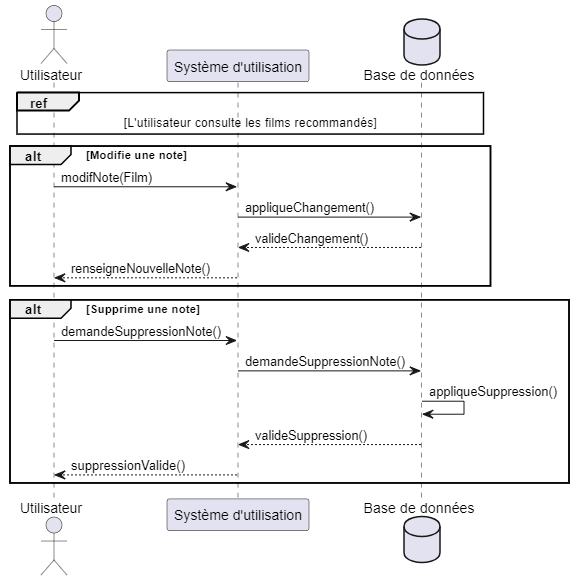 Utilisateur
Système d'utilisation
Base de données
ref
[L'utilisateur consulte les films recommandés]
alt
[Modifie une note]
modifNote(Film)
appliqueChangement()
valideChangement()
renseigneNouvelleNote()
alt
[Supprime une note]
demandeSuppressionNote()
demandeSuppressionNote()
appliqueSuppression()
valideSuppression()
suppressionValide()
Utilisateur
Système d'utilisation
Base de données